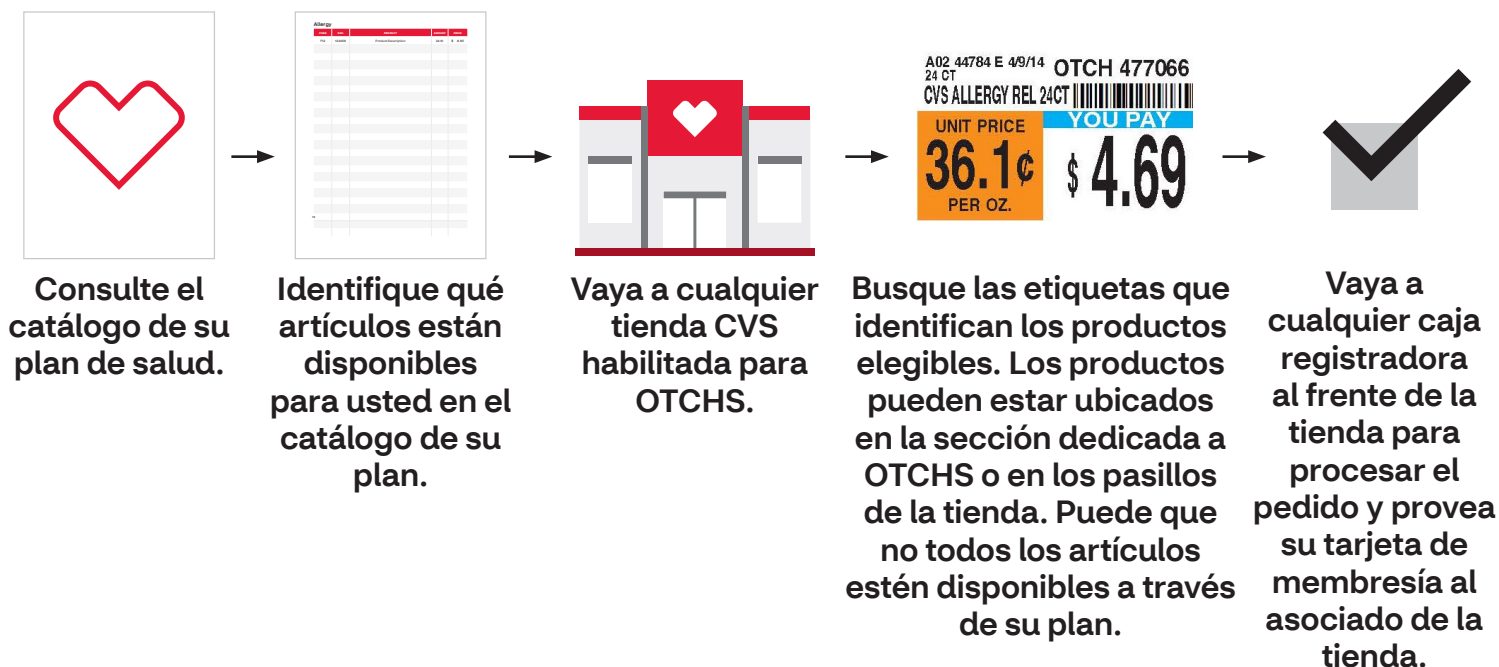 Allergy
A02 44784 E 4/9/14
24 CT
OTCH 477066
CVS ALLERGY REL 24CT
UNIT PRICE
36.1¢
PER OZ.
YOU PAY
$ 4.69
Consulte el
catálogo de su
plan de salud.
Identifique qué
artículos están
disponibles
para usted en el
catálogo de su
plan.
Vaya a cualquier
tienda CVS
habilitada para
OTCHS.
Busque las etiquetas que
identifican los productos
elegibles. Los productos
pueden estar ubicados
en la sección dedicada a
OTCHS o en los pasillos
de la tienda. Puede que
no todos los artículos
estén disponibles a través
de su plan.
Vaya a
cualquier caja
registradora
al frente de la
tienda para
procesar el
pedido y provea
su tarjeta de
membresía al
asociado de la
tienda.